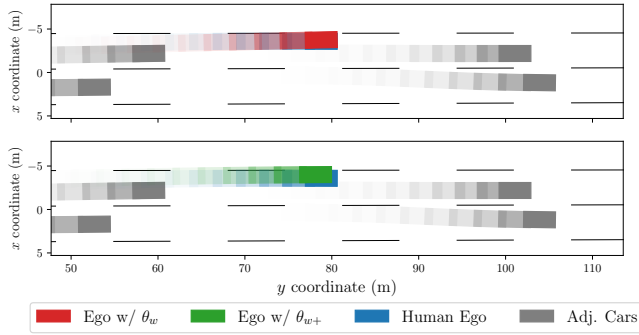 −5
0
5
x coordinate (m)
−5
0
5
x coordinate (m)
50 60 70 80 90 100 110
y coordinate (m)
Ego w/ θw Ego w/ θw+ Human Ego Adj. Cars